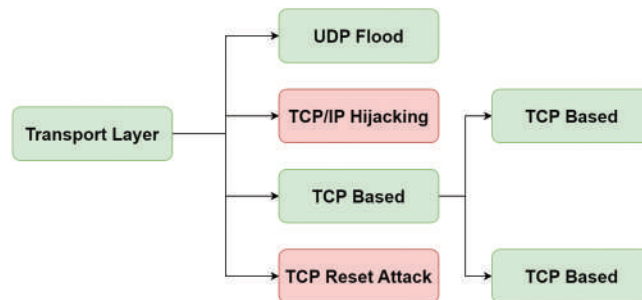 UDP Flood
TCP/IP Hijacking
TCP Based
Transport Layer
TCP Based
TCP Reset Attack
TCP Based